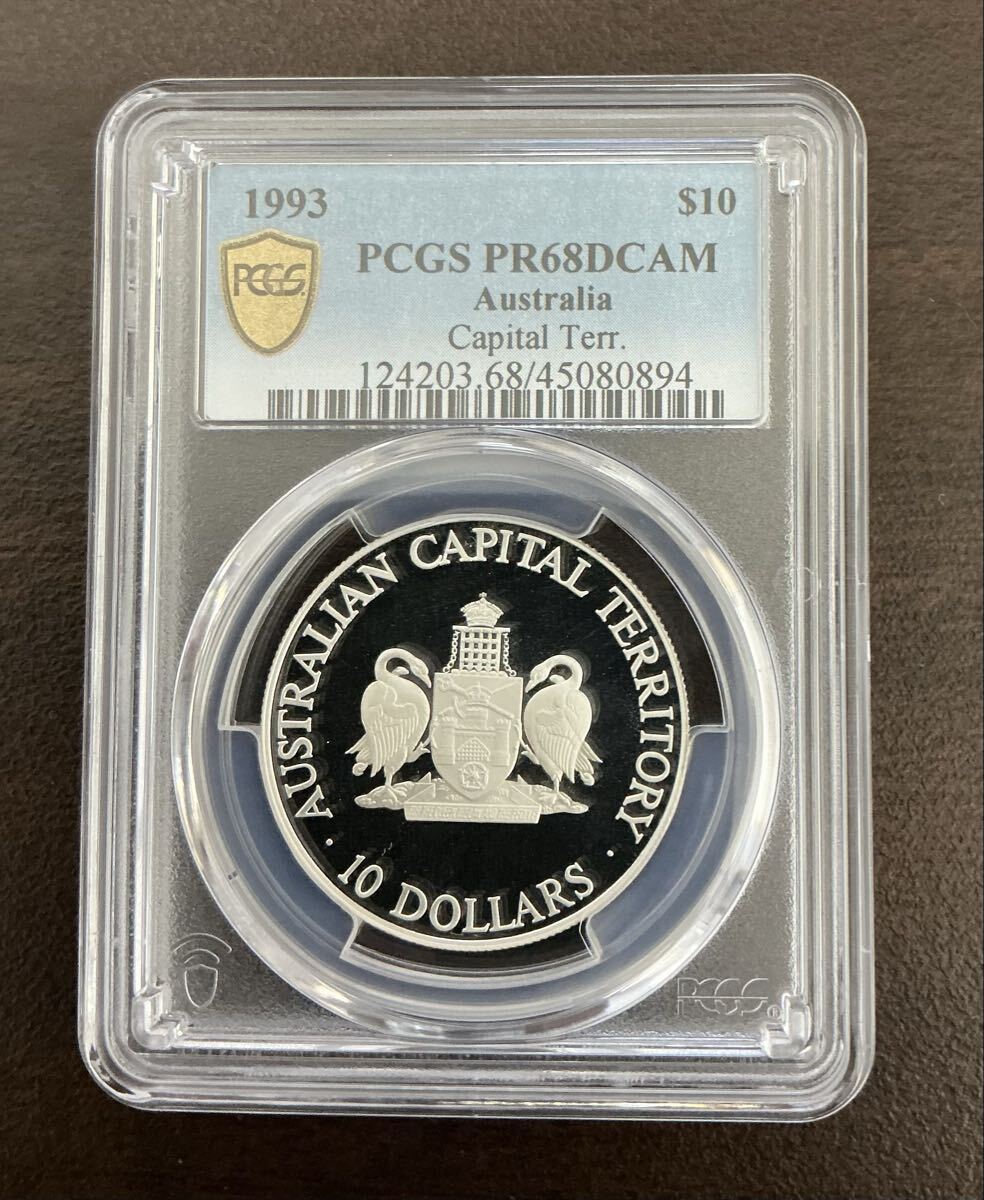 1993 $10
PCGS
PCGS PR68DCAM
Australia
Capital Terr.
124203.68/45080894
AUSTRALIAN CAPITAL TERRITORY
· 10 DOLLARS ·
PCGS®